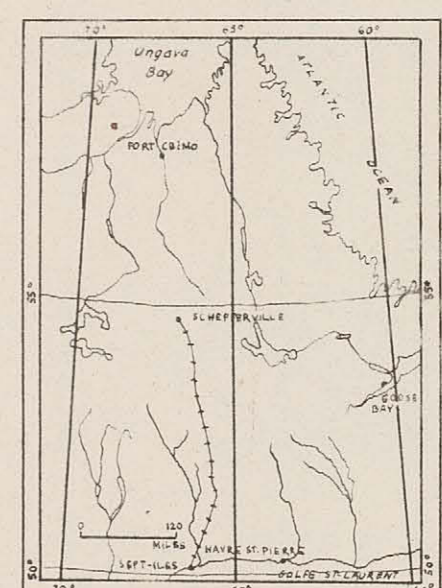 70° 65° 60°
Ungava
Bay
ATLANTIC
OCEAN
FORT CHIMO
55° 55°
SCHEFFERVILLE
GOOSE
BAY
0 120
MILES
HAVRE ST. PIERRE
SEPT-ILES
GOLFE ST. LAURENT
50° 50°